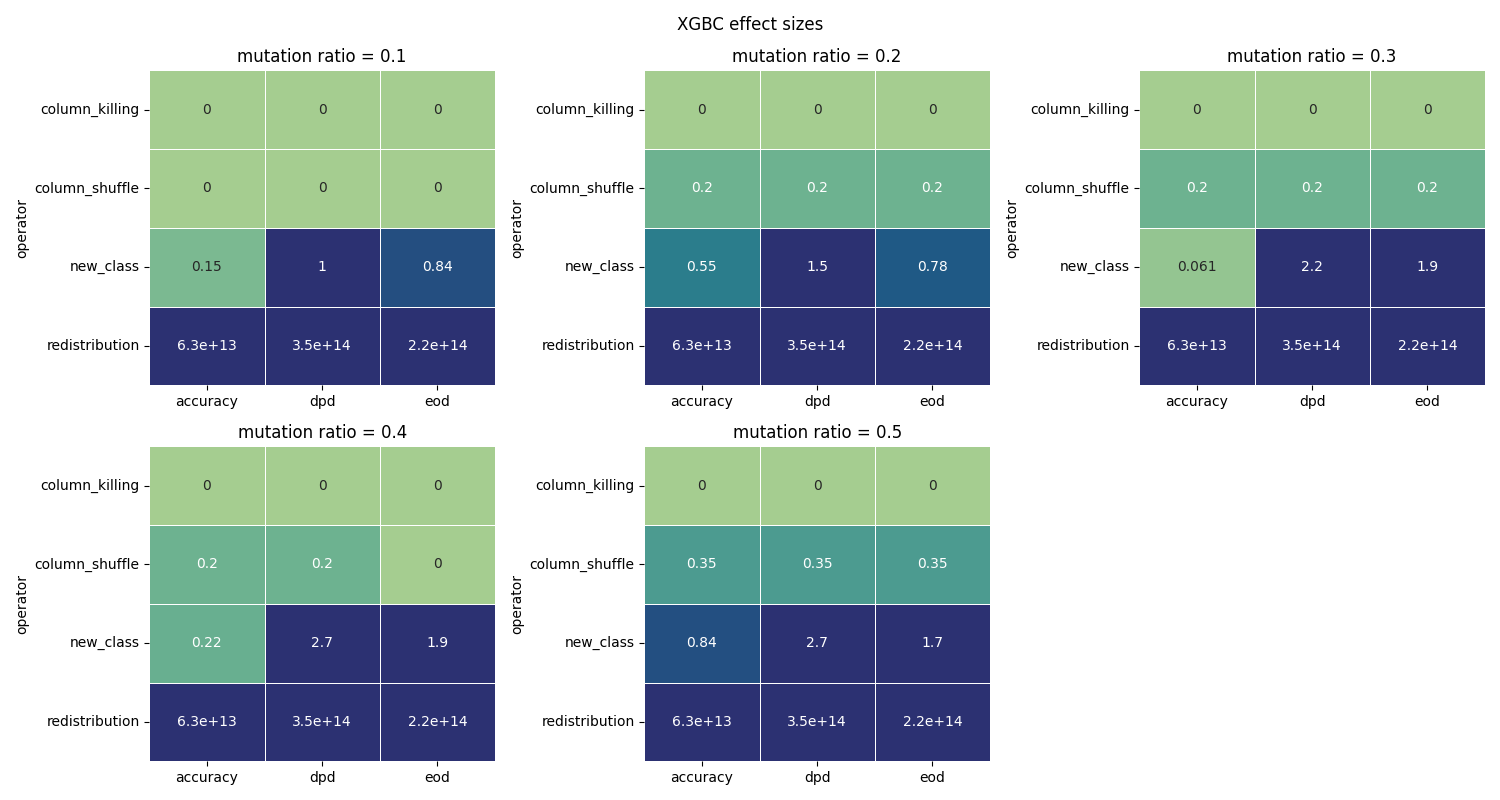 XGBC effect sizes
mutation ratio = 0.1
operator
column_killing 0 0 0
column_shuffle 0 0 0
new_class 0.15 1 0.84
redistribution 6.3e+13 3.5e+14 2.2e+14
accuracy dpd eod
mutation ratio = 0.2
operator
column_killing 0 0 0
column_shuffle 0.2 0.2 0.2
new_class 0.55 1.5 0.78
redistribution 6.3e+13 3.5e+14 2.2e+14
accuracy dpd eod
mutation ratio = 0.3
operator
column_killing 0 0 0
column_shuffle 0.2 0.2 0.2
new_class 0.061 2.2 1.9
redistribution 6.3e+13 3.5e+14 2.2e+14
accuracy dpd eod
mutation ratio = 0.4
operator
column_killing 0 0 0
column_shuffle 0.2 0.2 0
new_class 0.22 2.7 1.9
redistribution 6.3e+13 3.5e+14 2.2e+14
accuracy dpd eod
mutation ratio = 0.5
operator
column_killing 0 0 0
column_shuffle 0.35 0.35 0.35
new_class 0.84 2.7 1.7
redistribution 6.3e+13 3.5e+14 2.2e+14
accuracy dpd eod